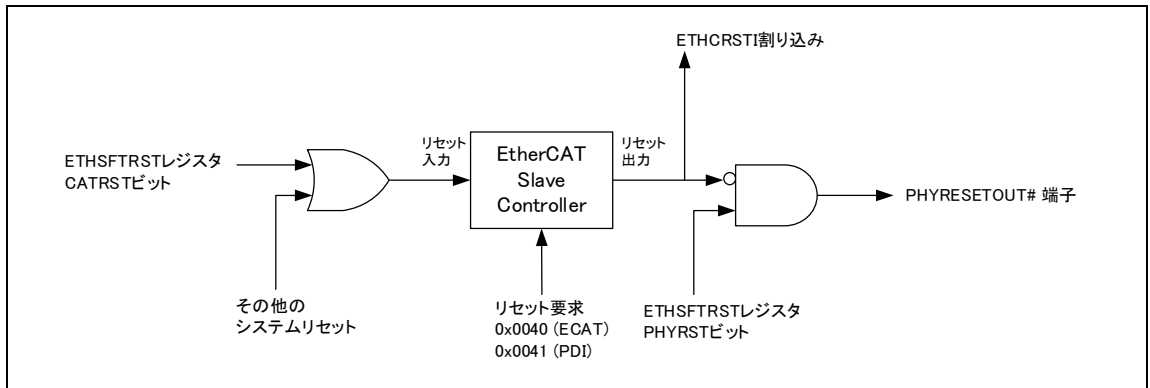 ETHCRSTI割り込み
ETHSFTRSTレジスタ
CATRSTビット
リセット
入力
EtherCAT
Slave
Controller
リセット
出力
PHYRESETOUT# 端子
その他の
システムリセット
リセット要求
0x0040 (ECAT)
0x0041 (PDI)
ETHSFTRSTレジスタ
PHYRSTビット